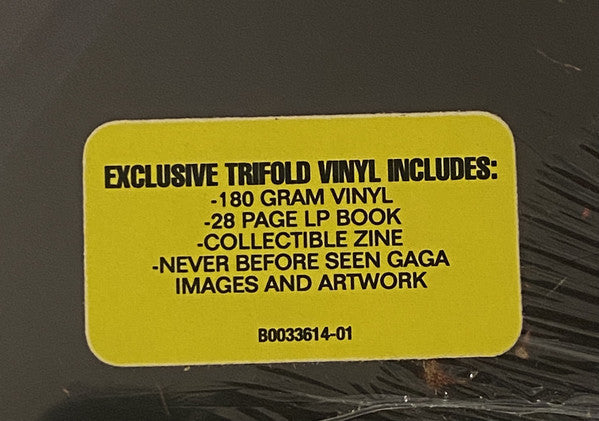 EXCLUSIVE TRIFOLD VINYL INCLUDES:
-180 GRAM VINYL
-28 PAGE LP BOOK
-COLLECTIBLE ZINE
-NEVER BEFORE SEEN GAGA
IMAGES AND ARTWORK
B0033614-01